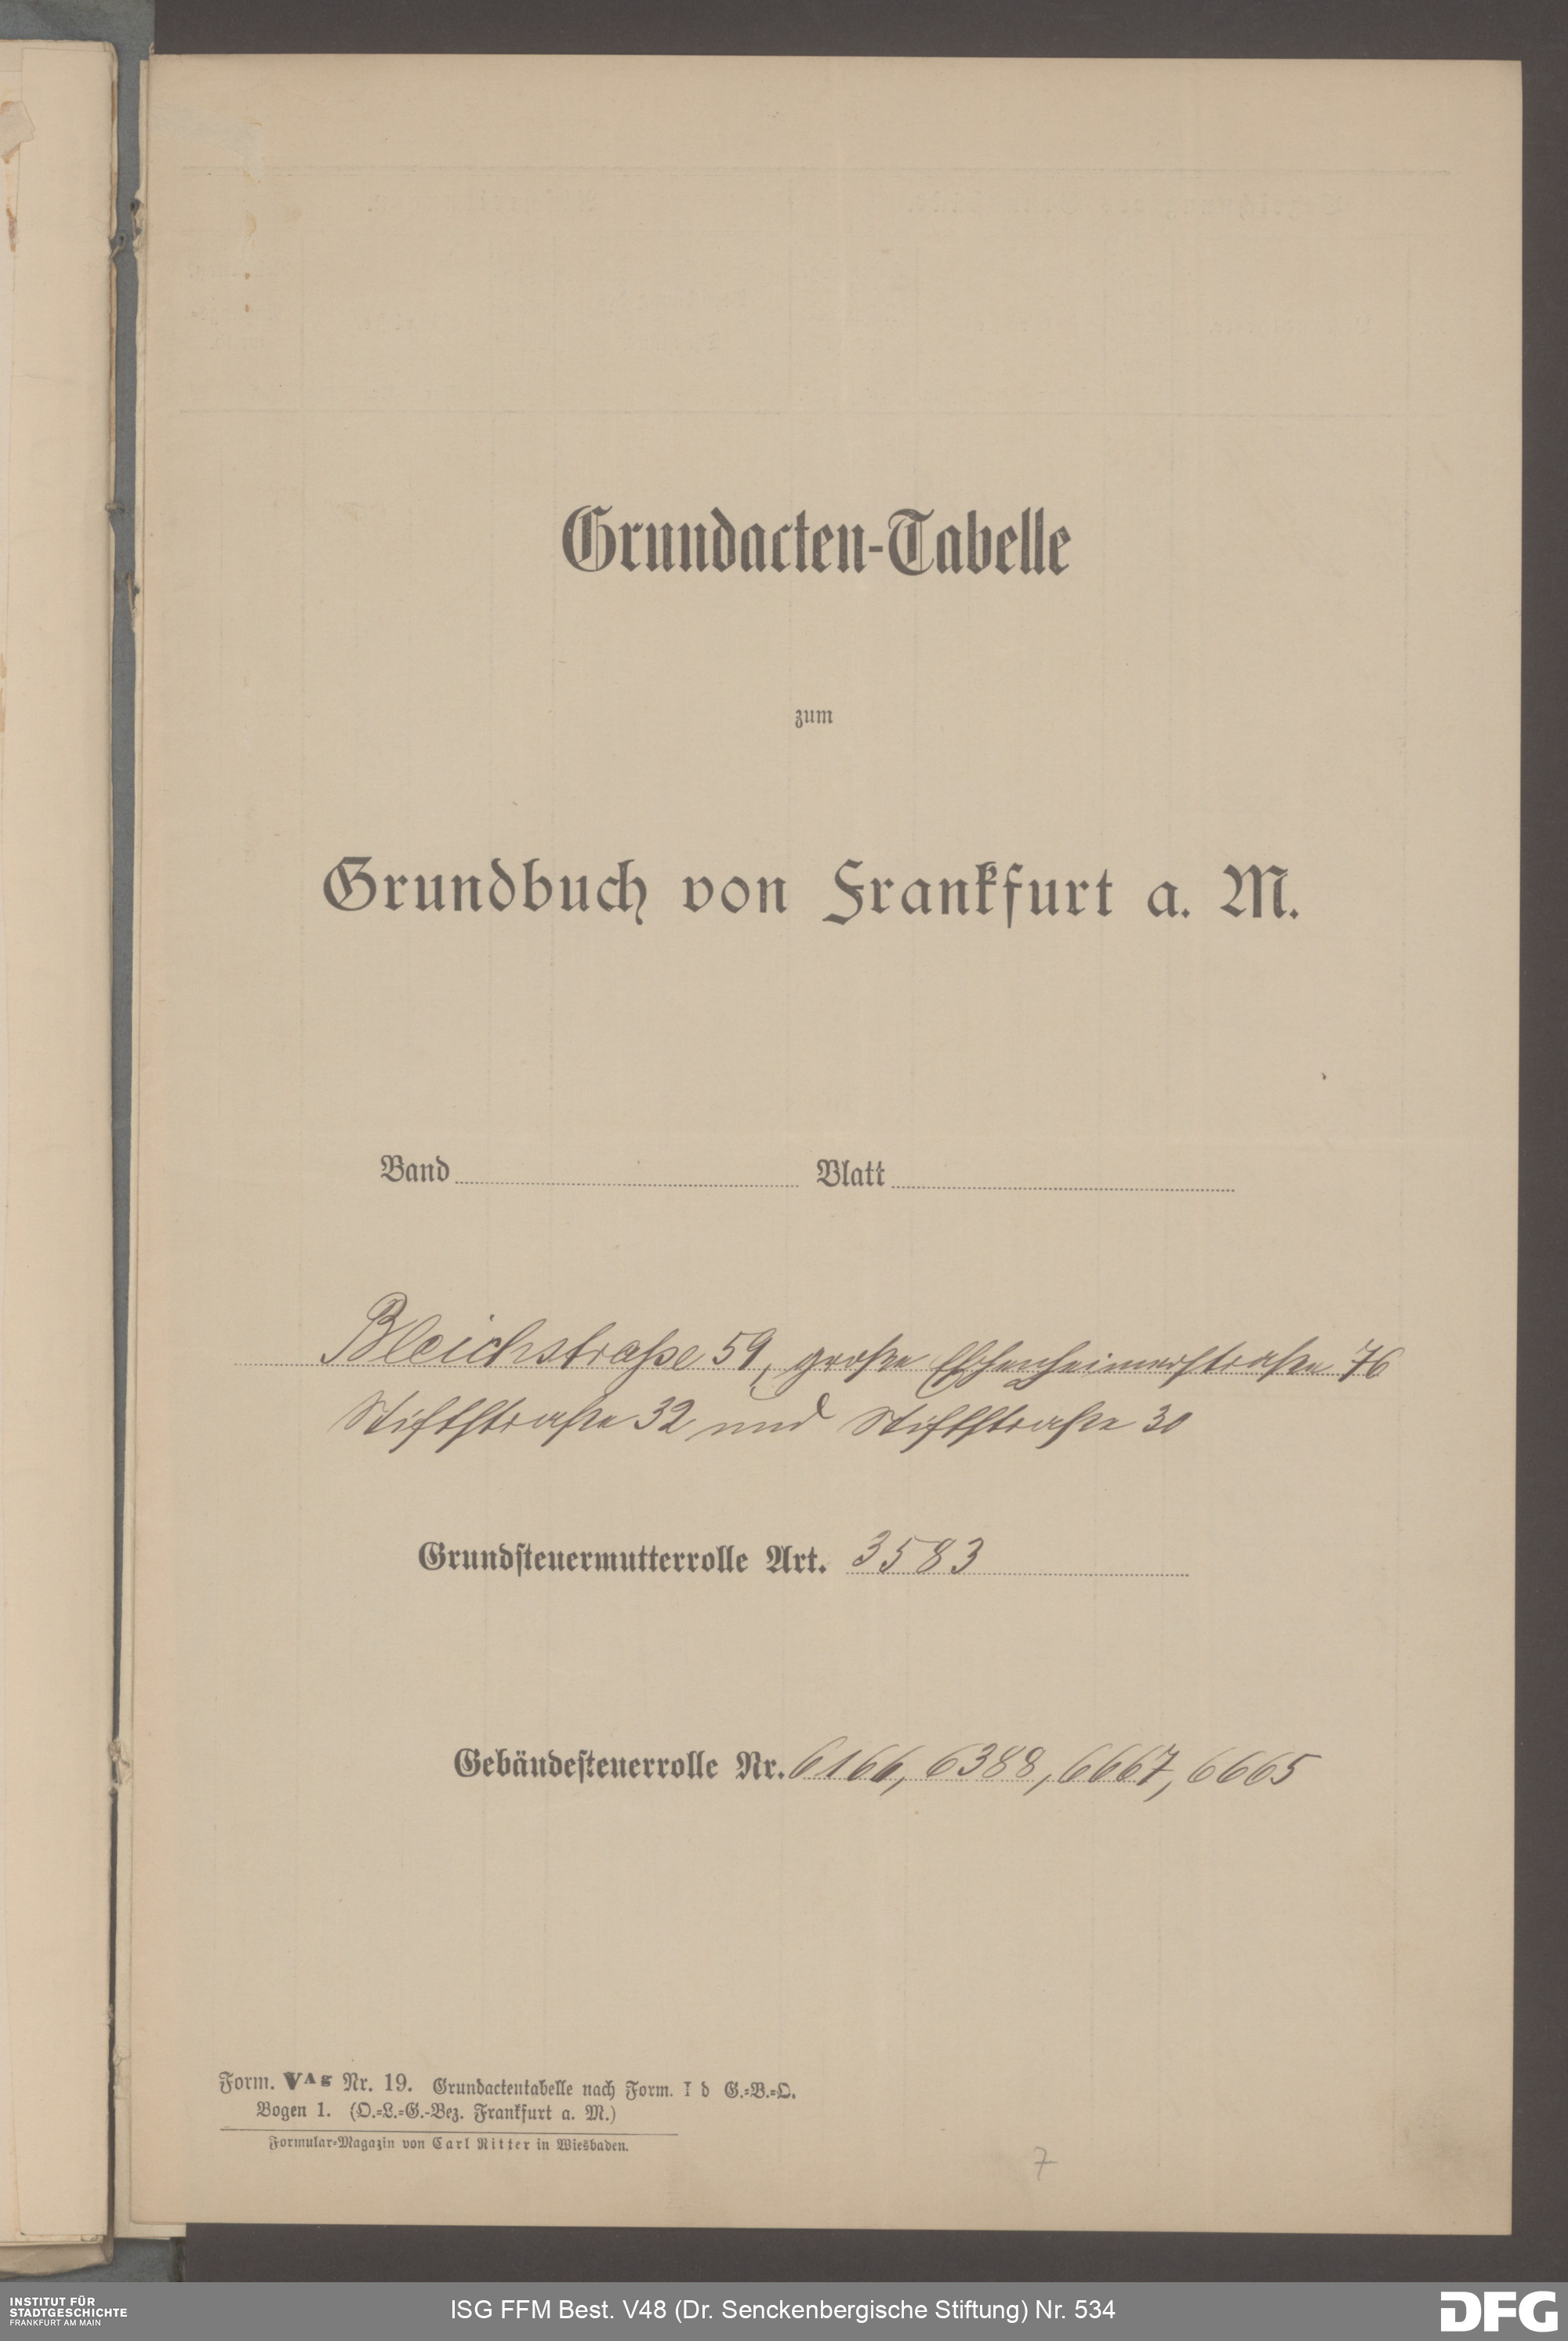 Grundacten-Tabelle
zum
Grundbuch von Frankfurt a. M.
Band Blatt
Bleichstraße 59, große Eschenheimerstraße 76
Stiftstraße 32 und Stiftstraße 30
Grundsteuermutterrolle Art. 3583
Gebäudesteuerrolle Nr. 6166, 6388, 6667, 6665
Form. VAg Nr. 19. Grundactentabelle nach Form. I d G.=B.=O.
Bogen 1. (O.=L.=G.-Bez. Frankfurt a. M.)
Formular=Magazin von Carl Ritter in Wiesbaden.
7
INSTITUT FÜR
STADTGESCHICHTE
FRANKFURT AM MAIN
ISG FFM Best. V48 (Dr. Senckenbergische Stiftung) Nr. 534
DFG